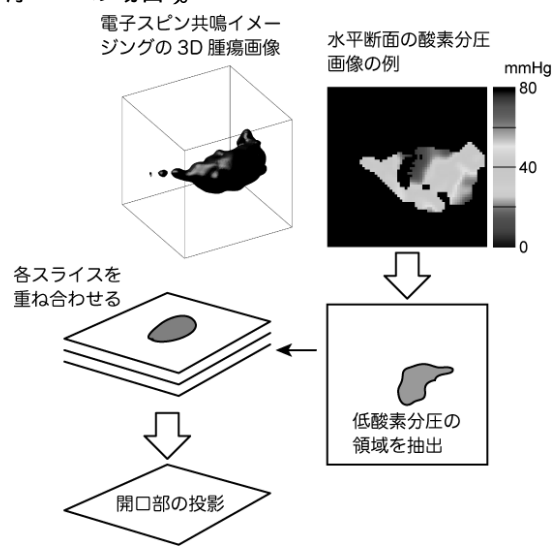 電子スピン共鳴イメー
ジングの 3D 腫瘍画像
水平断面の酸素分圧
画像の例
mmHg
80
40
0
各スライスを
重ね合わせる
低酸素分圧の
領域を抽出
開口部の投影